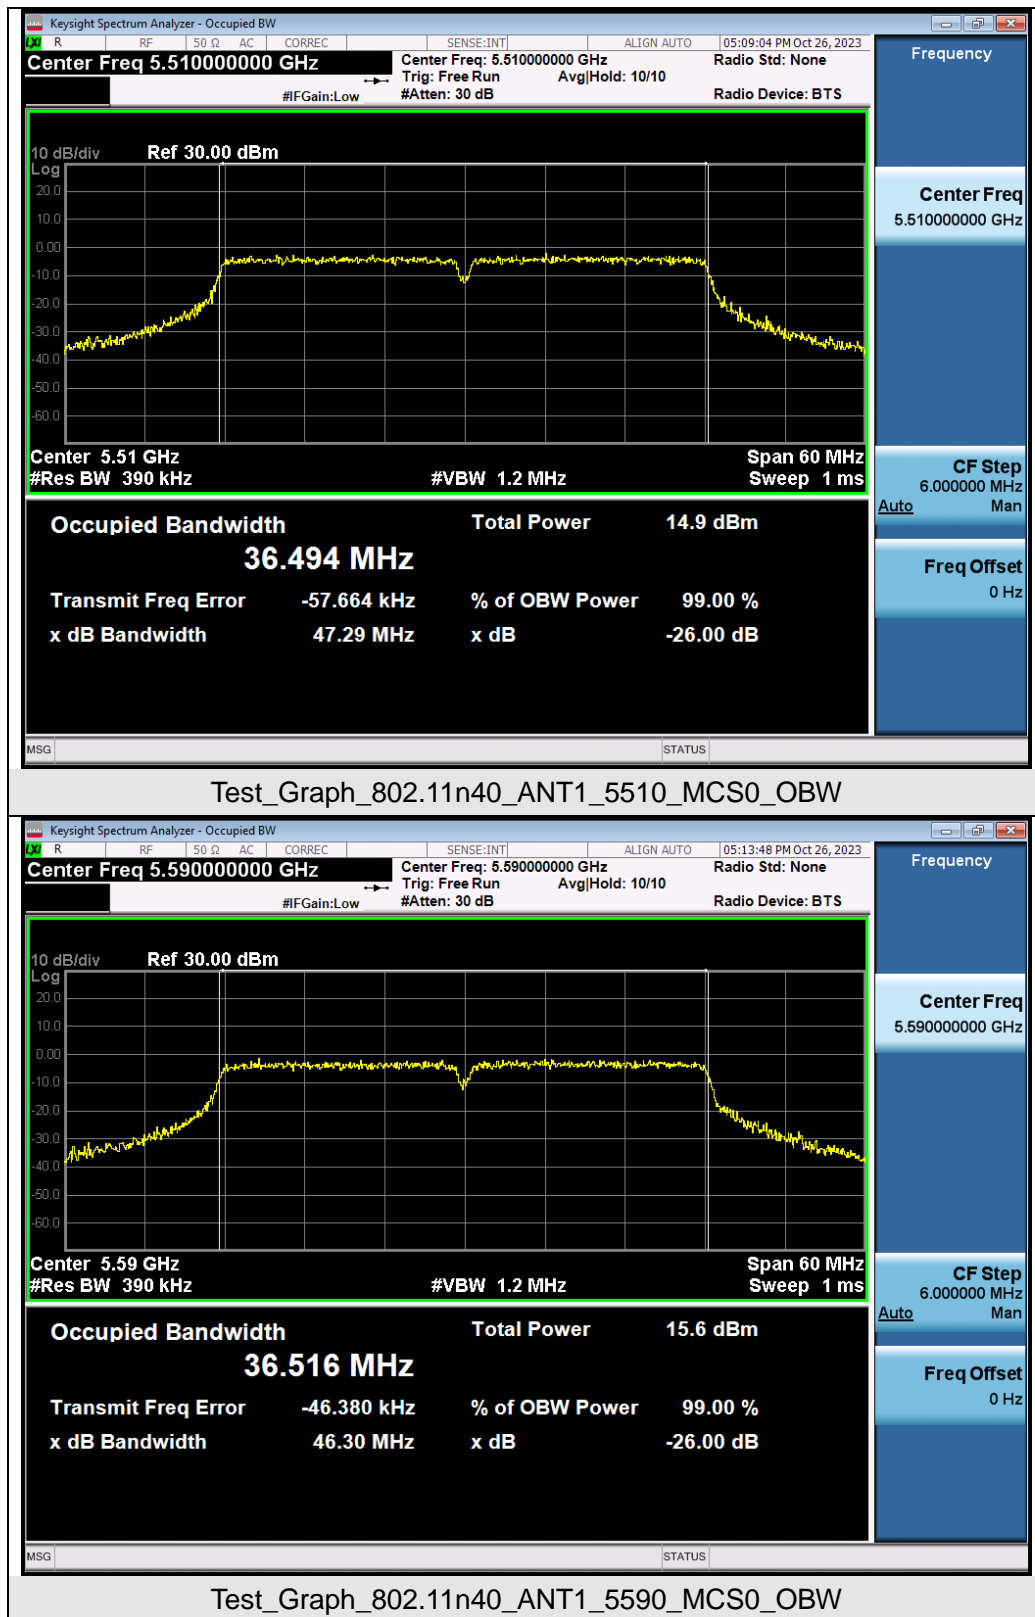 Keysight Spectrum Analyzer - Occupied BW
LXI R RF 50 Ω AC CORREC SENSE:INT ALIGN AUTO 05:09:04 PM Oct 26, 2023
Center Freq 5.510000000 GHz
Center Freq: 5.510000000 GHz
Radio Std: None
Trig: Free Run Avg|Hold: 10/10
#IFGain:Low
#Atten: 30 dB
Radio Device: BTS
10 dB/div Ref 30.00 dBm
Log
20.0
10.0
0.00
-10.0
-20.0
-30.0
-40.0
-50.0
-60.0
Center 5.51 GHz Span 60 MHz
#Res BW 390 kHz #VBW 1.2 MHz Sweep 1 ms
Occupied Bandwidth Total Power 14.9 dBm
36.494 MHz
Transmit Freq Error -57.664 kHz % of OBW Power 99.00 %
x dB Bandwidth 47.29 MHz x dB -26.00 dB
MSG STATUS
Frequency
Center Freq
5.510000000 GHz
CF Step
6.000000 MHz
Auto Man
Freq Offset
0 Hz
Test_Graph_802.11n40_ANT1_5510_MCS0_OBW
Keysight Spectrum Analyzer - Occupied BW
LXI R RF 50 Ω AC CORREC SENSE:INT ALIGN AUTO 05:13:48 PM Oct 26, 2023
Center Freq 5.590000000 GHz
Center Freq: 5.590000000 GHz
Radio Std: None
Trig: Free Run Avg|Hold: 10/10
#IFGain:Low
#Atten: 30 dB
Radio Device: BTS
10 dB/div Ref 30.00 dBm
Log
20.0
10.0
0.00
-10.0
-20.0
-30.0
-40.0
-50.0
-60.0
Center 5.59 GHz Span 60 MHz
#Res BW 390 kHz #VBW 1.2 MHz Sweep 1 ms
Occupied Bandwidth Total Power 15.6 dBm
36.516 MHz
Transmit Freq Error -46.380 kHz % of OBW Power 99.00 %
x dB Bandwidth 46.30 MHz x dB -26.00 dB
MSG STATUS
Frequency
Center Freq
5.590000000 GHz
CF Step
6.000000 MHz
Auto Man
Freq Offset
0 Hz
Test_Graph_802.11n40_ANT1_5590_MCS0_OBW